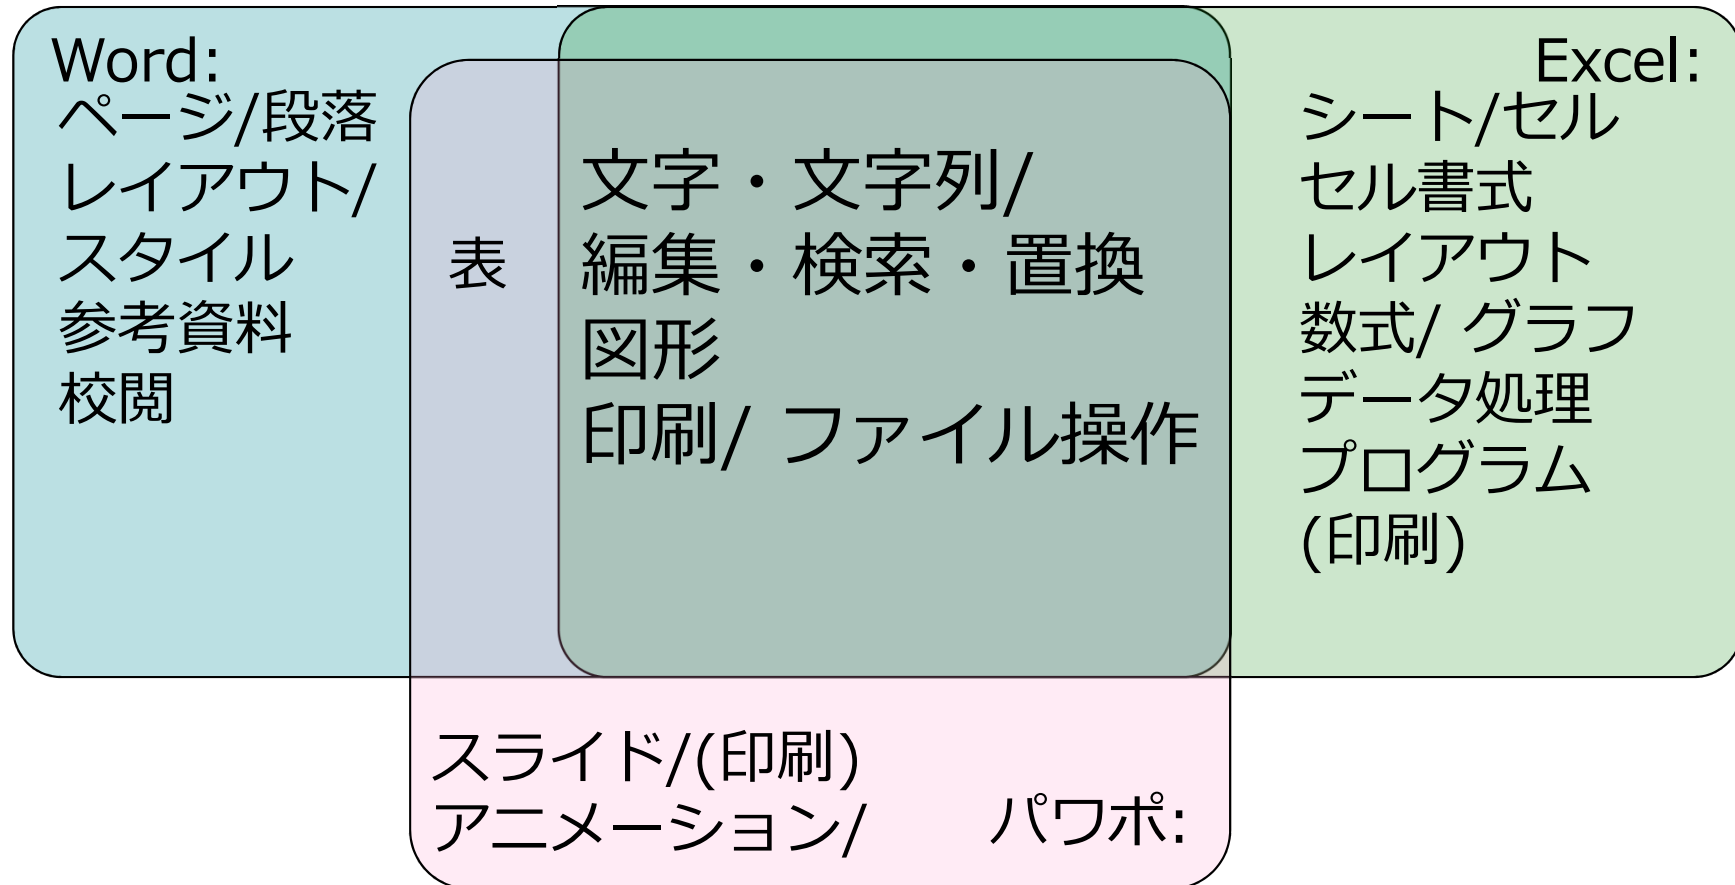 Word:
ページ/段落
レイアウト/
スタイル
参考資料
校閲
表
文字・文字列/
編集・検索・置換
図形
印刷/ ファイル操作
Excel:
シート/セル
セル書式
レイアウト
数式/ グラフ
データ処理
プログラム
(印刷)
スライド/(印刷)
アニメーション/
パワポ: